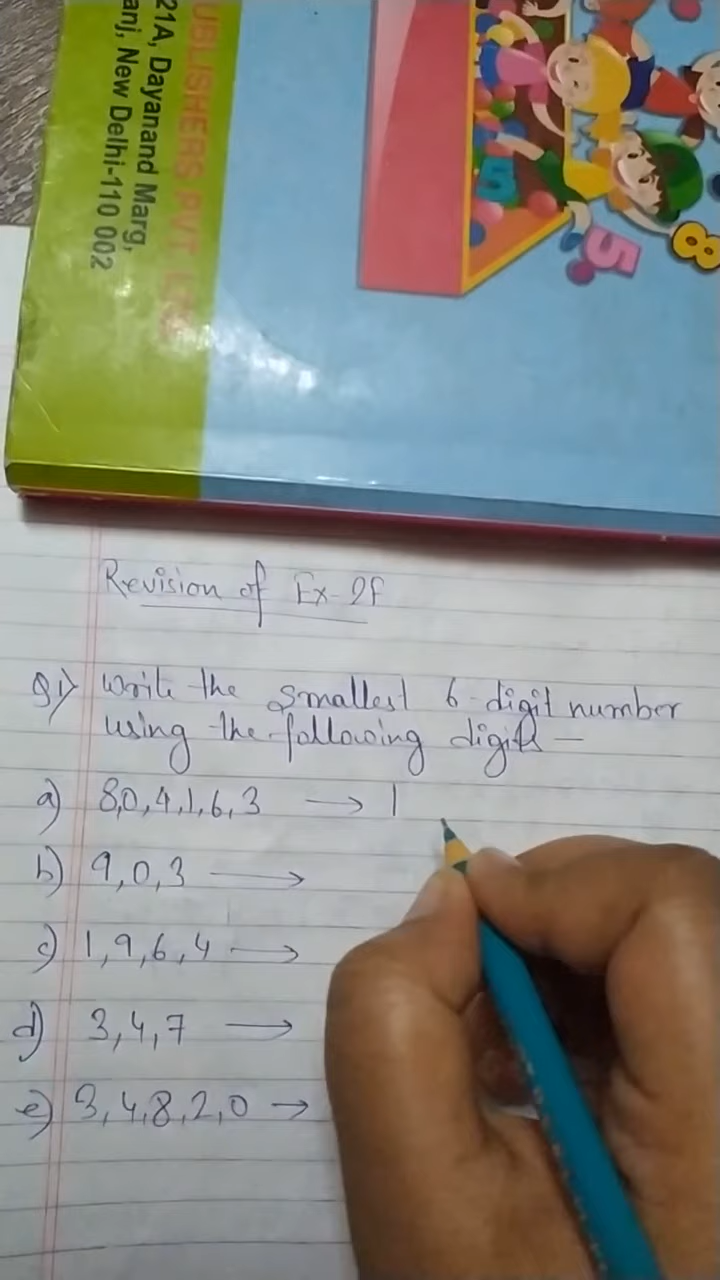 UBLISHERS PVT. LTD
21A, Dayanand Marg,
anj, New Delhi-110 002
5
8
5
Revision of Ex-2F
Q1) Write the smallest 6-digit number
using the following digits -
a) 8,0,4,1,6,3 → 1
b) 9,0,3 →
c) 1,9,6,4 →
d) 3,4,7 →
e) 3,4,8,2,0 →